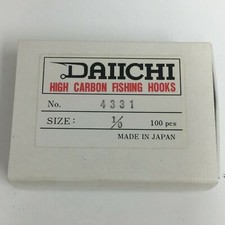 DAIICHI
HIGH CARBON FISHING HOOKS
No. 4331
SIZE: 1/0 100 pcs
MADE IN JAPAN